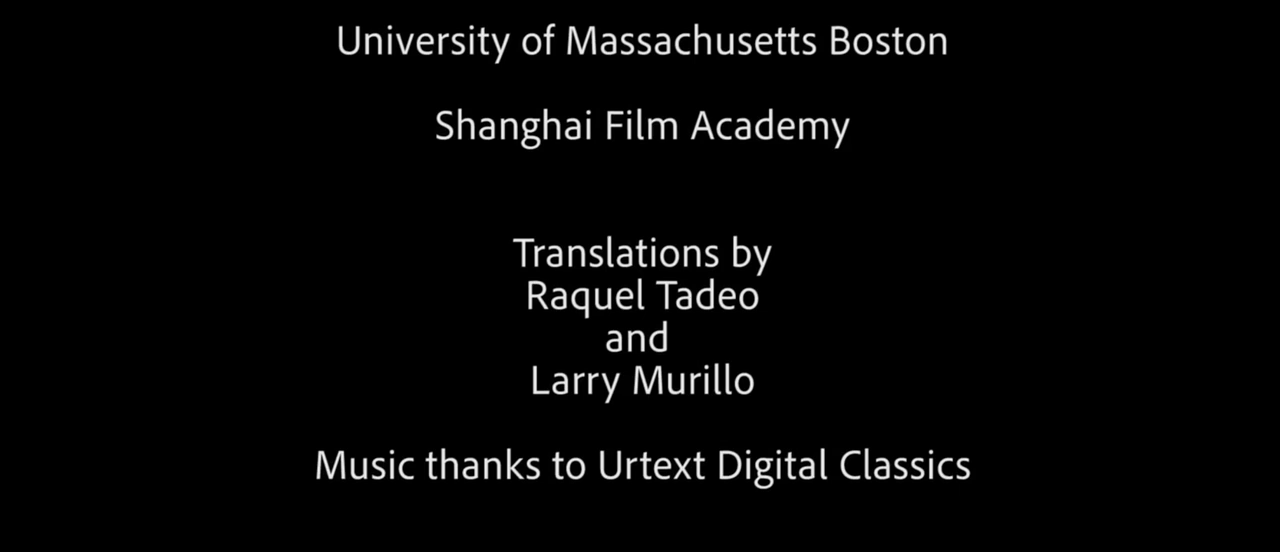 University of Massachusetts Boston
Shanghai Film Academy
Translations by
Raquel Tadeo
and
Larry Murillo
Music thanks to Urtext Digital Classics